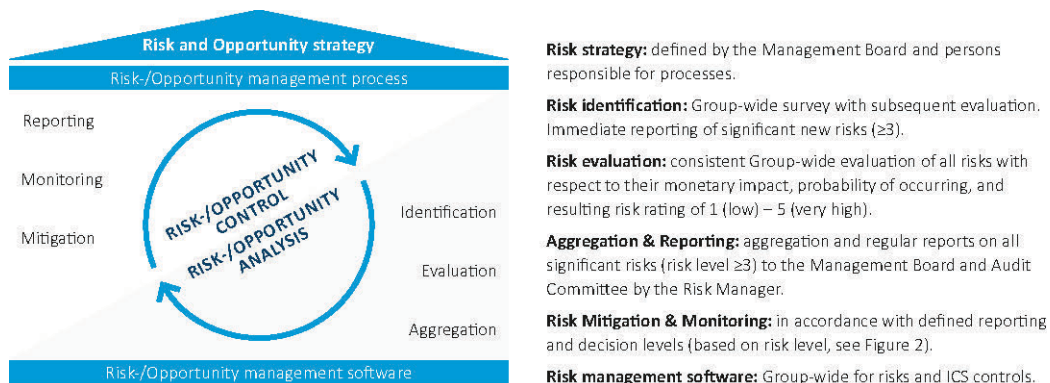 Risk and Opportunity strategy
Risk-/Opportunity management process
Reporting
Monitoring
Mitigation
RISK-/OPPORTUNITY
CONTROL
RISK-/OPPORTUNITY
ANALYSIS
Identification
Evaluation
Aggregation
Risk-/Opportunity management software
Risk strategy: defined by the Management Board and persons
responsible for processes.
Risk identification: Group-wide survey with subsequent evaluation.
Immediate reporting of significant new risks (≥3).
Risk evaluation: consistent Group-wide evaluation of all risks with
respect to their monetary impact, probability of occurring, and
resulting risk rating of 1 (low) – 5 (very high).
Aggregation & Reporting: aggregation and regular reports on all
significant risks (risk level ≥3) to the Management Board and Audit
Committee by the Risk Manager.
Risk Mitigation & Monitoring: in accordance with defined reporting
and decision levels (based on risk level, see Figure 2).
Risk management software: Group-wide for risks and ICS controls.